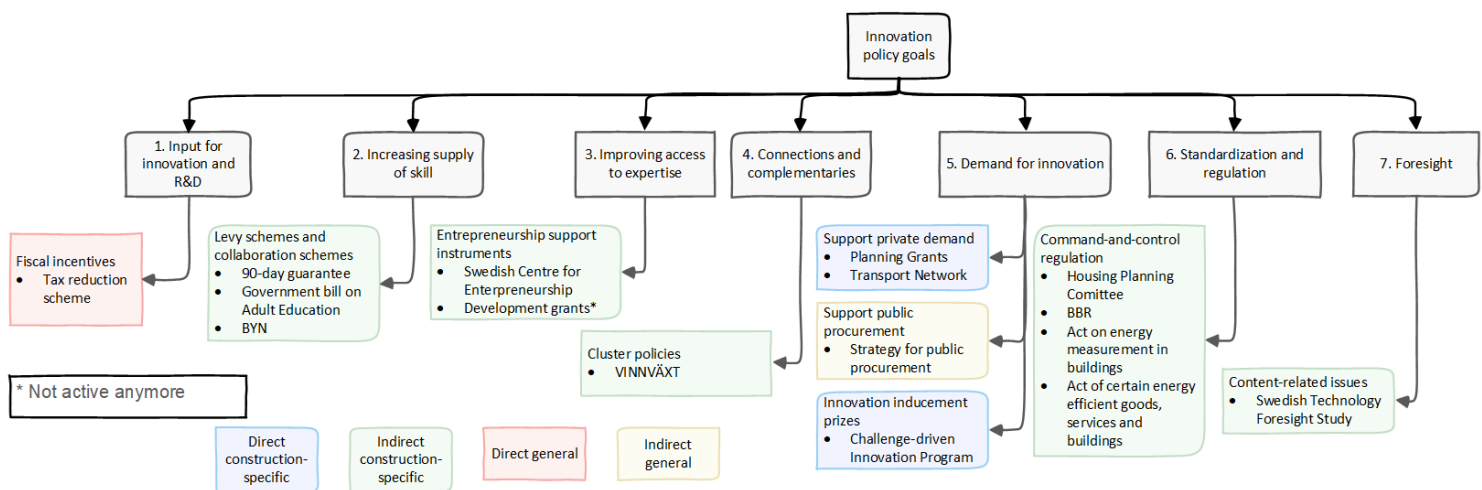 Innovation
policy goals
1. Input for
innovation and
R&D
2. Increasing supply
of skill
3. Improving access
to expertise
4. Connections and
complementaries
5. Demand for innovation
6. Standardization and
regulation
7. Foresight
Fiscal incentives
• Tax reduction
scheme
Levy schemes and
collaboration schemes
• 90-day guarantee
• Government bill on
Adult Education
• BYN
Entrepreneurship support
instruments
• Swedish Centre for
Enterpreneurship
• Development grants*
Cluster policies
• VINNVÄXT
Support private demand
• Planning Grants
• Transport Network
Support public
procurement
• Strategy for public
procurement
Innovation inducement
prizes
• Challenge-driven
Innovation Program
Command-and-control
regulation
• Housing Planning
Comittee
• BBR
• Act on energy
measurement in
buildings
• Act of certain energy
efficient goods,
services and
buildings
Content-related issues
• Swedish Technology
Foresight Study
* Not active anymore
Direct
construction-
specific
Indirect
construction-
specific
Direct general
Indirect
general